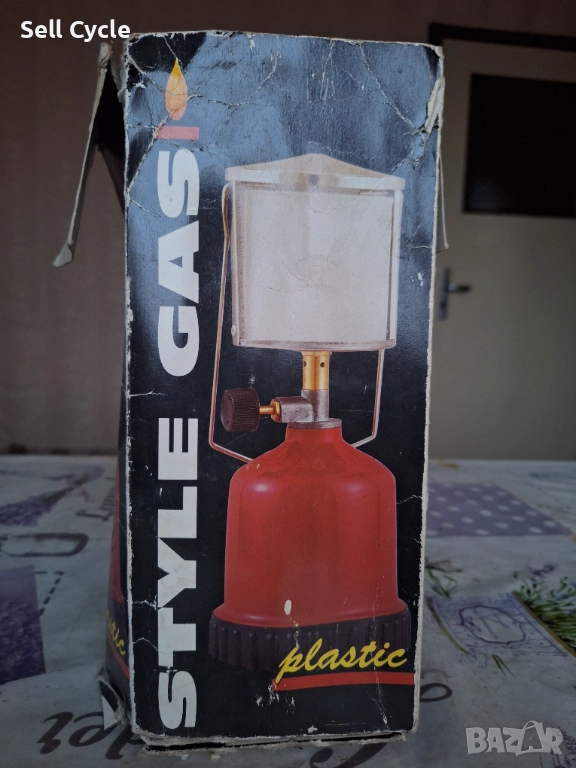 Sell Cycle
STYLE GAS
plastic
BAZAR